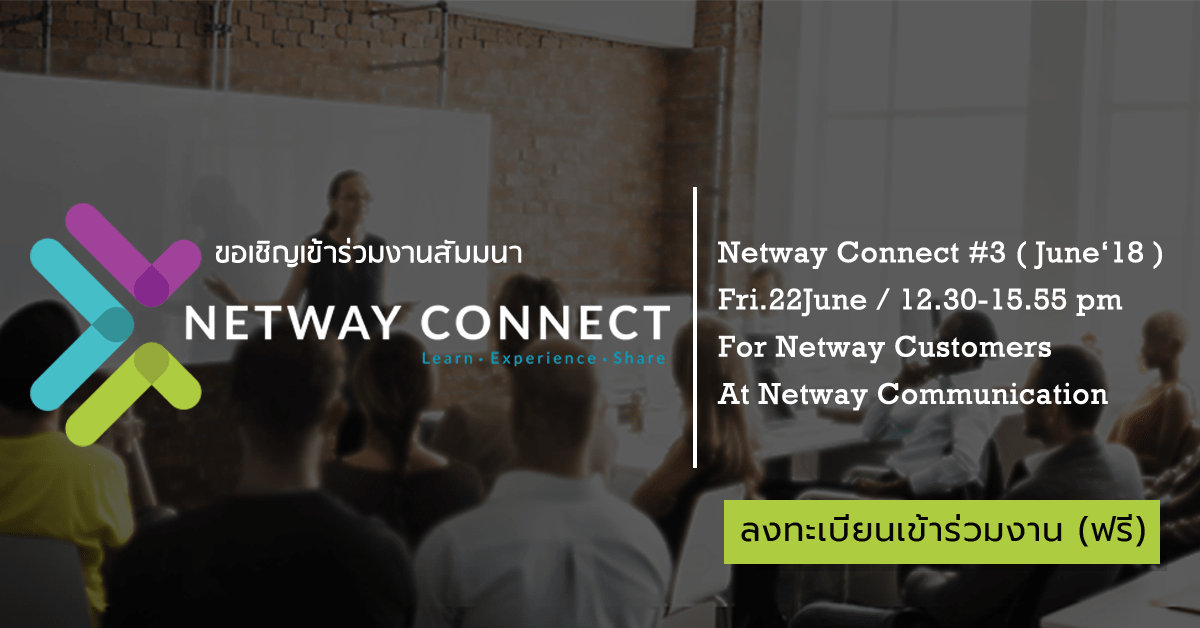 ขอเชิญเข้าร่วมงานสัมมนา
NETWAY CONNECT
Learn · Experience · Share
Netway Connect #3 ( June‘18 )
Fri.22June / 12.30-15.55 pm
For Netway Customers
At Netway Communication
ลงทะเบียนเข้าร่วมงาน (ฟรี)